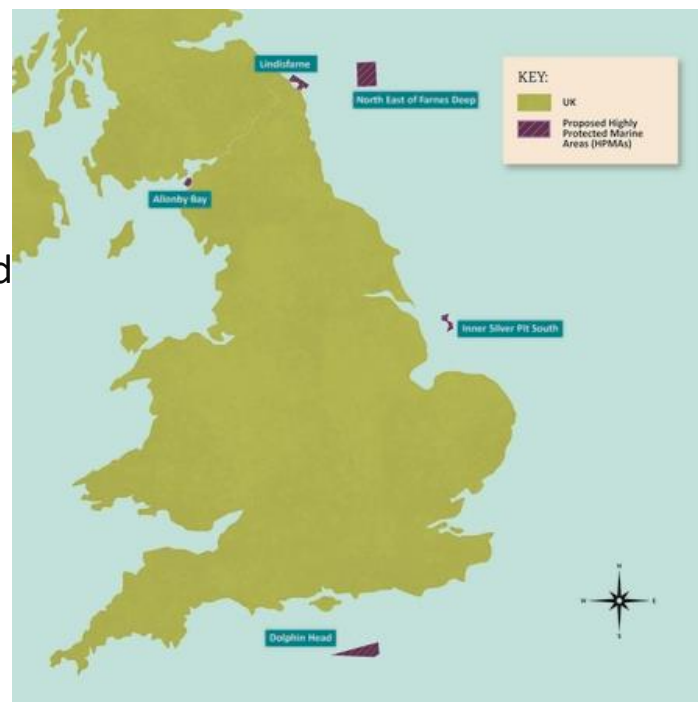 Lindisfarne
North East of Farnes Deep
KEY:
UK
Proposed Highly
Protected Marine
Areas (HPMAs)
Allonby Bay
d
Inner Silver Pit South
N
W
E
S
Dolphin Head